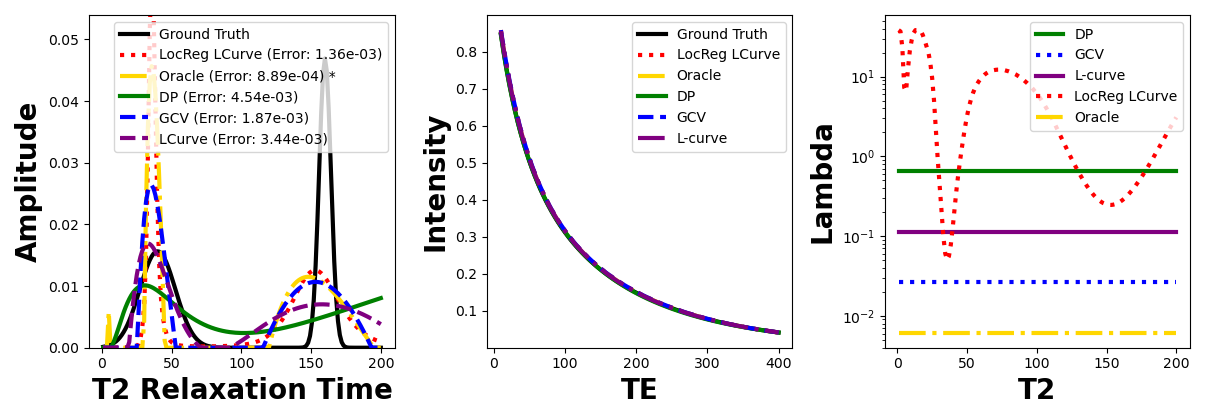 Amplitude
0.05
0.04
0.03
0.02
0.01
0.00
Ground Truth
LocReg LCurve (Error: 1.36e-03)
Oracle (Error: 8.89e-04) *
DP (Error: 4.54e-03)
GCV (Error: 1.87e-03)
LCurve (Error: 3.44e-03)
0 50 100 150 200
T2 Relaxation Time
Intensity
0.8
0.7
0.6
0.5
0.4
0.3
0.2
0.1
Ground Truth
LocReg LCurve
Oracle
DP
GCV
L-curve
0 100 200 300 400
TE
Lambda
10¹
10⁰
10⁻¹
10⁻²
DP
GCV
L-curve
LocReg LCurve
Oracle
0 50 100 150 200
T2